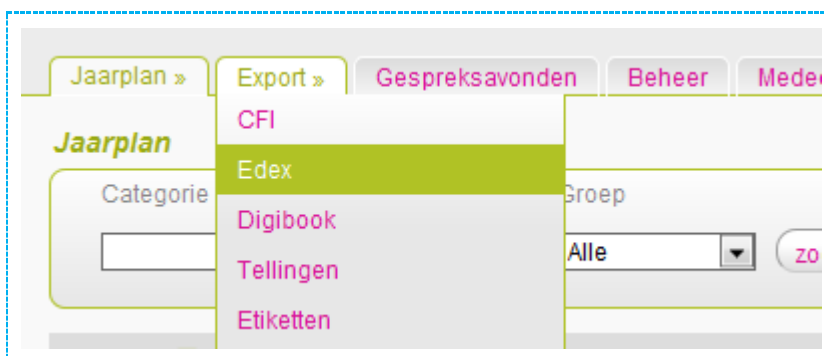 Jaarplan » Export » Gespreksavonden Beheer
CFI
Jaarplan
Edex
Categorie Groep
Digibook
Alle
Tellingen
Etiketten